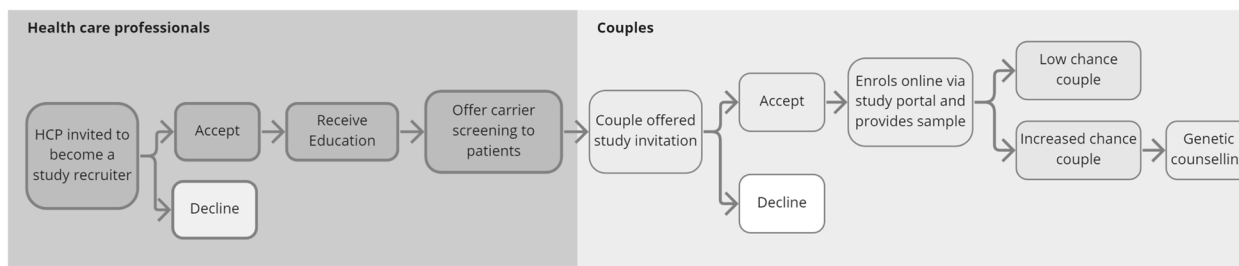 Health care professionals
HCP invited to
become a
study recruiter
Accept
Decline
Receive
Education
Offer carrier
screening to
patients
Couples
Couple offered
study invitation
Accept
Decline
Enrols online via
study portal and
provides sample
Low chance
couple
Increased chance
couple
Genetic